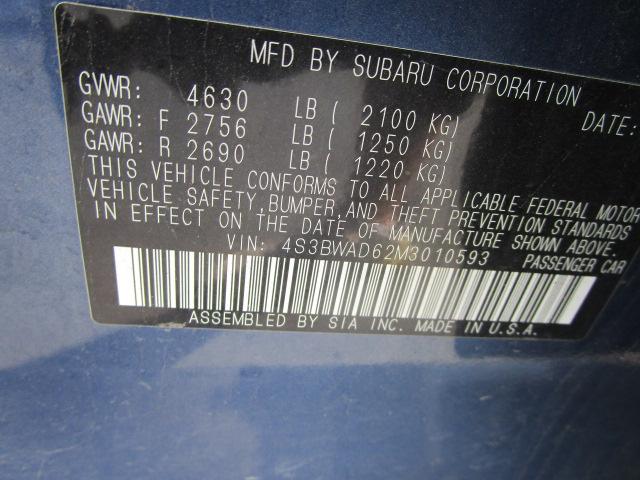 MFD BY SUBARU CORPORATION
DATE:
GVWR: 4630 LB ( 2100 KG)
GAWR: F 2756 LB ( 1250 KG)
GAWR: R 2690 LB ( 1220 KG)
THIS VEHICLE CONFORMS TO ALL APPLICABLE FEDERAL MOTOR
VEHICLE SAFETY, BUMPER, AND THEFT PREVENTION STANDARDS
IN EFFECT ON THE DATE OF MANUFACTURE SHOWN ABOVE.
VIN: 4S3BWAD62M3010593 PASSENGER CAR
ASSEMBLED BY SIA INC. MADE IN U.S.A.